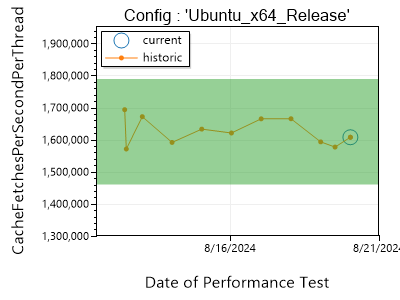 Config : 'Ubuntu_x64_Release'
CacheFetchesPerSecondPerThread
current
historic
1,900,000
1,800,000
1,700,000
1,600,000
1,500,000
1,400,000
1,300,000
8/16/2024
8/21/2024
Date of Performance Test